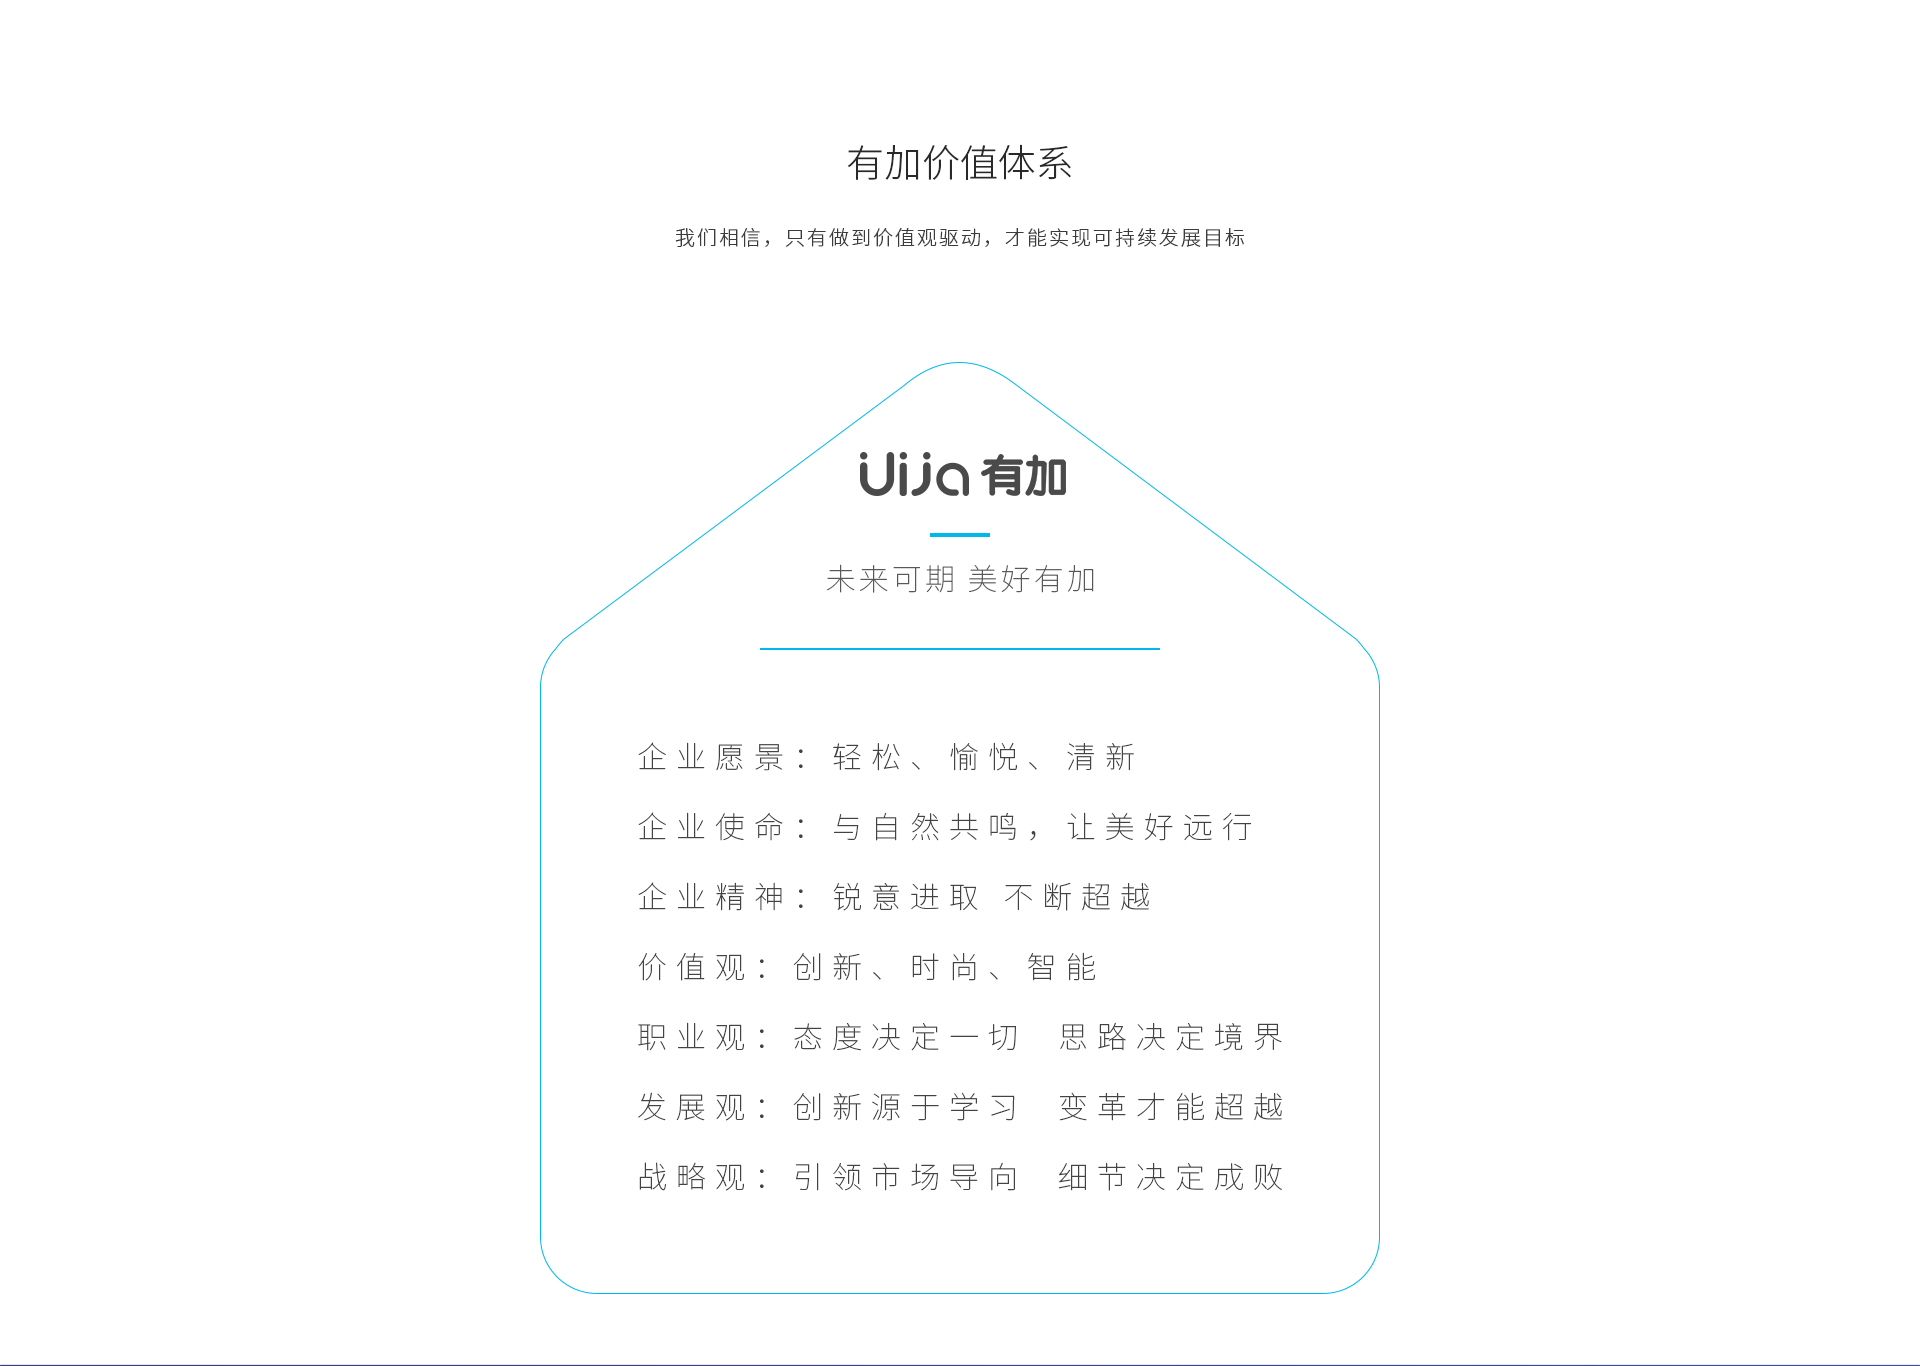 有加价值体系
我们相信，只有做到价值观驱动，才能实现可持续发展目标
Uija 有加
未来可期 美好有加
企业愿景：轻松、愉悦、清新
企业使命：与自然共鸣，让美好远行
企业精神：锐意进取 不断超越
价值观：创新、时尚、智能
职业观：态度决定一切 思路决定境界
发展观：创新源于学习 变革才能超越
战略观：引领市场导向 细节决定成败